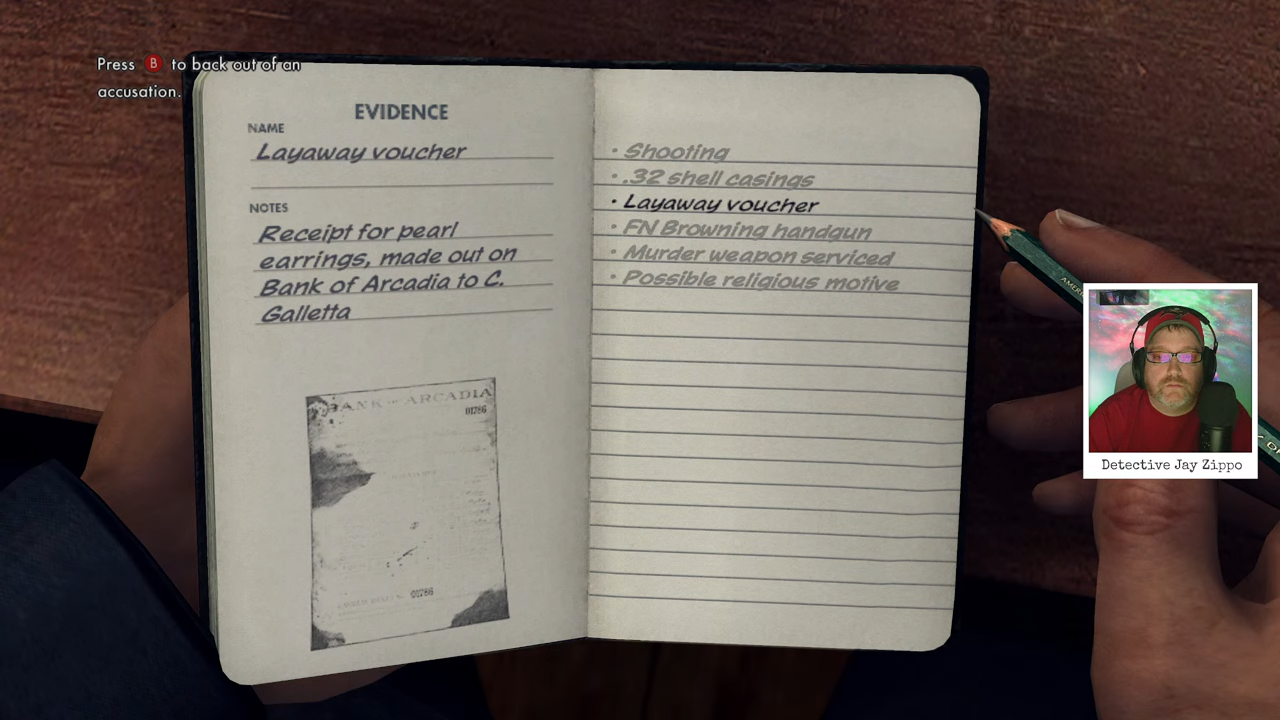 Press B to back out of an
accusation.
EVIDENCE
NAME
Layaway voucher
NOTES
Receipt for pearl
earrings, made out on
Bank of Arcadia to C.
Galletta
BANK OF ARCADIA
01786
01786
• Shooting
• .32 shell casings
• Layaway voucher
• FN Browning handgun
• Murder weapon serviced
• Possible religious motive
Detective Jay Zippo